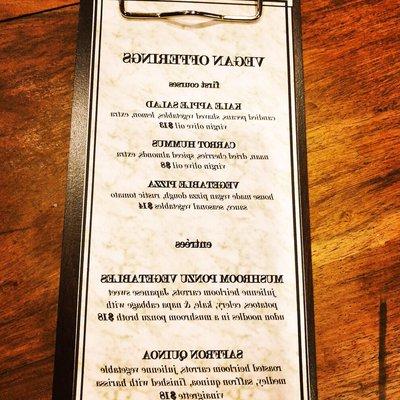 VEGAN OFFERINGS
first courses
KALE APPLE SALAD
candied pecans, shaved vegetables, lemon, extra
virgin olive oil $13
CARROT HUMMUS
naan, dried cherries, spiced almonds, extra
virgin olive oil $8
VEGETABLE PIZZA
house made vegan pizza dough, rustic tomato
sauce, seasonal vegetables $14
entrées
MUSHROOM PONZU VEGETABLES
julienne heirloom carrots, Japanese sweet
potatoes, celery, kale, & napa cabbage with
udon noodles in a mushroom ponzu broth $18
SAFFRON QUINOA
roasted heirloom carrots, julienne vegetable
medley, saffron quinoa, finished with harissa
vinaigrette $18